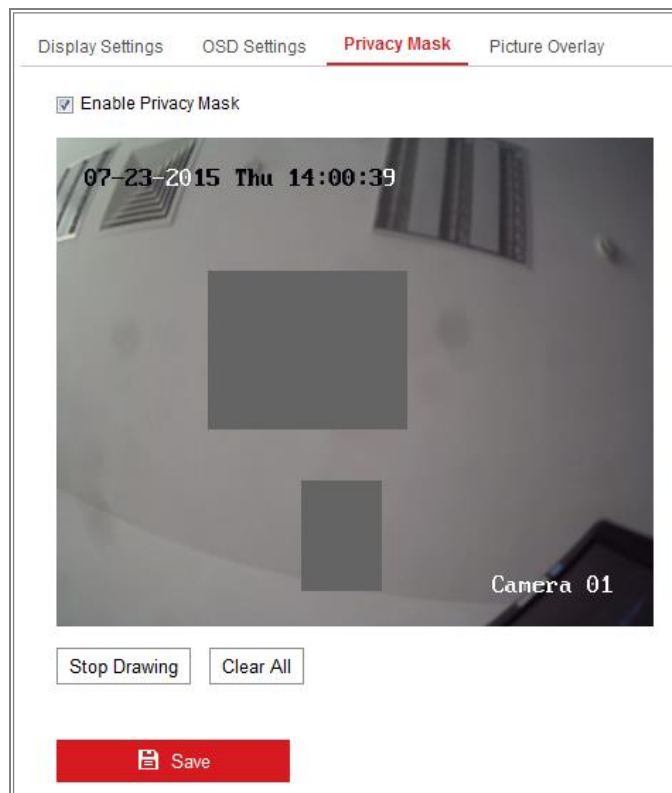 Display Settings OSD Settings Privacy Mask Picture Overlay
Enable Privacy Mask
07-23-2015 Thu 14:00:39
Camera 01
Stop Drawing Clear All
Save